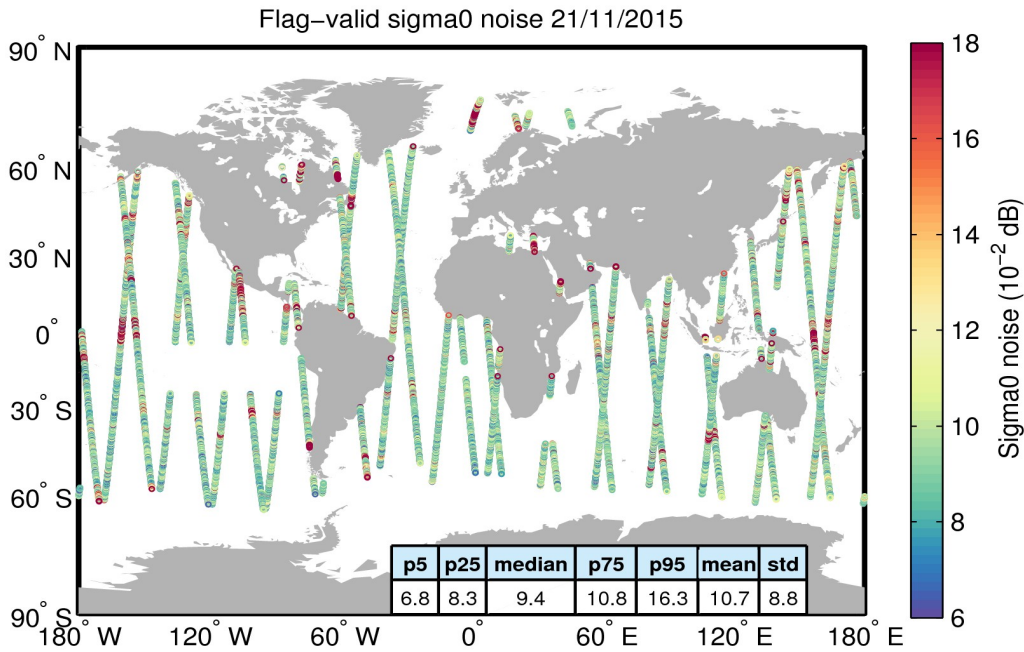 Flag−valid sigma0 noise 21/11/2015
90° N
60° N
30° N
0°
30° S
60° S
90° S
180° W
120° W
60° W
0°
60° E
120° E
180° E
p5 p25 median p75 p95 mean std
6.8 8.3 9.4 10.8 16.3 10.7 8.8
18
16
14
12
10
8
6
Sigma0 noise (10⁻² dB)